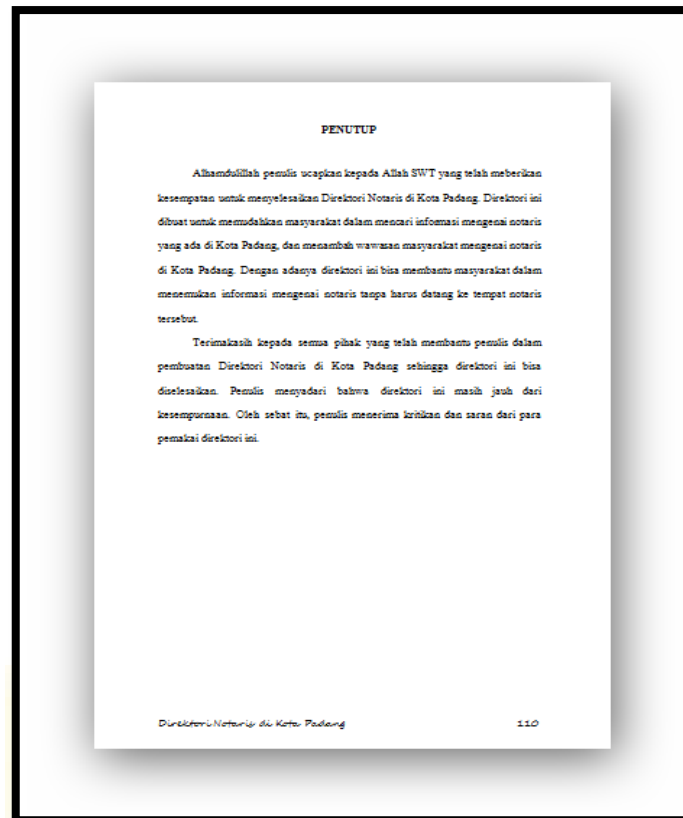 PENUTUP
Alhamdulillah penulis ucapkan kepada Allah SWT yang telah meberikan
kesempatan untuk menyelesaikan Direktori Notaris di Kota Padang. Direktori ini
dibuat untuk memudahkan masyarakat dalam mencari informasi mengenai notaris
yang ada di Kota Padang, dan menambah wawasan masyarakat mengenai notaris
di Kota Padang. Dengan adanya direktori ini bisa membantu masyarakat dalam
menemukan informasi mengenai notaris tanpa harus datang ke tempat notaris
tersebut.
Terimakasih kepada semua pihak yang telah membantu penulis dalam
pembuatan Direktori Notaris di Kota Padang sehingga direktori ini bisa
diselesaikan. Penulis menyadari bahwa direktori ini masih jauh dari
kesempurnaan. Oleh sebat itu, penulis menerima kritikan dan saran dari para
pemakai direktori ini.
Direktori Notaris di Kota Padang 110